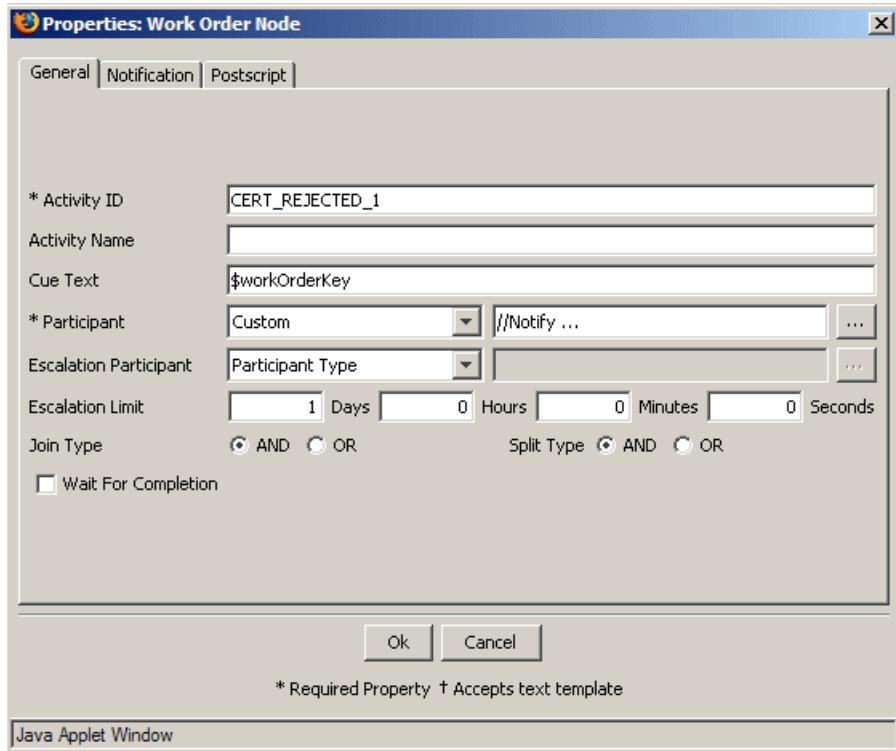 Properties: Work Order Node
General Notification Postscript
* Activity ID CERT_REJECTED_1
Activity Name
Cue Text $workOrderKey
* Participant Custom //Notify ... ...
Escalation Participant Participant Type ...
Escalation Limit 1 Days 0 Hours 0 Minutes 0 Seconds
Join Type AND OR Split Type AND OR
Wait For Completion
Ok Cancel
* Required Property † Accepts text template
Java Applet Window